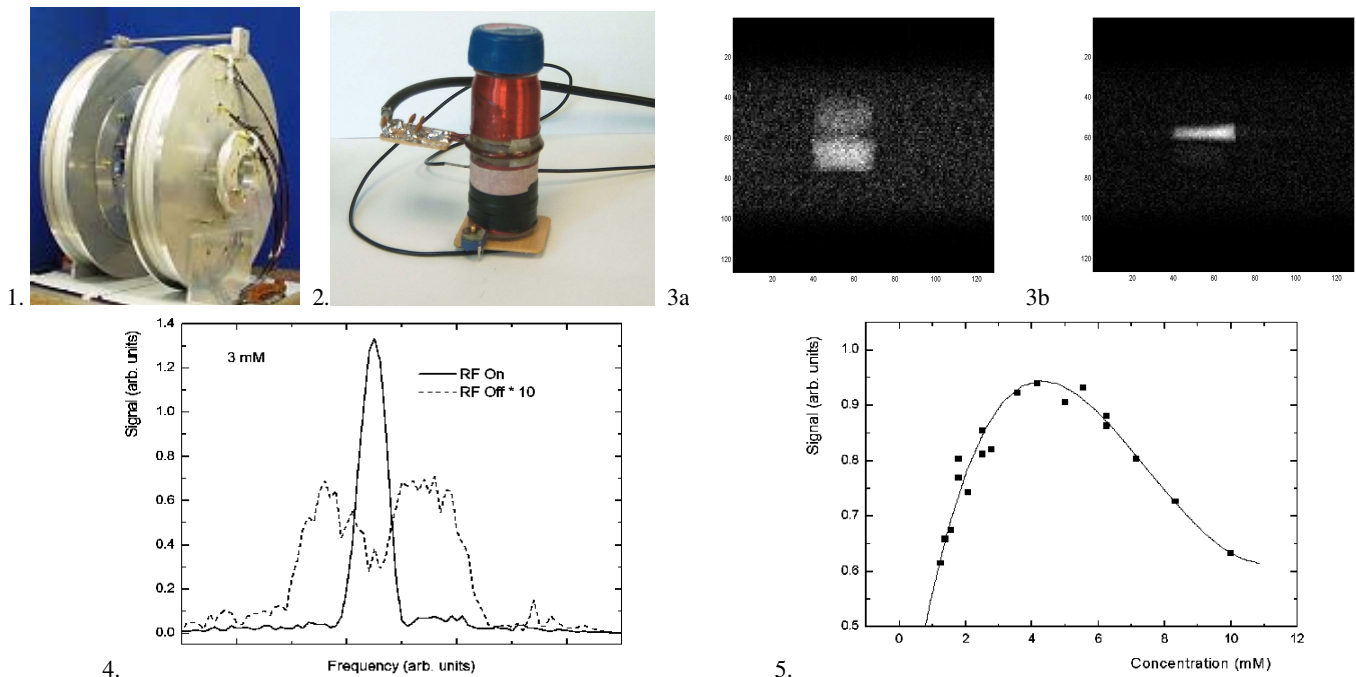 1.
2.
3a
20
40
60
80
100
120
20 40 60 80 100 120
3b
20
40
60
80
100
120
20 40 60 80 100 120
4.
Signal (arb. units)
1.4
1.2
1.0
0.8
0.6
0.4
0.2
0.0
3 mM
RF On
RF Off * 10
Frequency (arb. units)
5.
Signal (arb. units)
1.0
0.9
0.8
0.7
0.6
0.5
0 2 4 6 8 10 12
Concentration (mM)